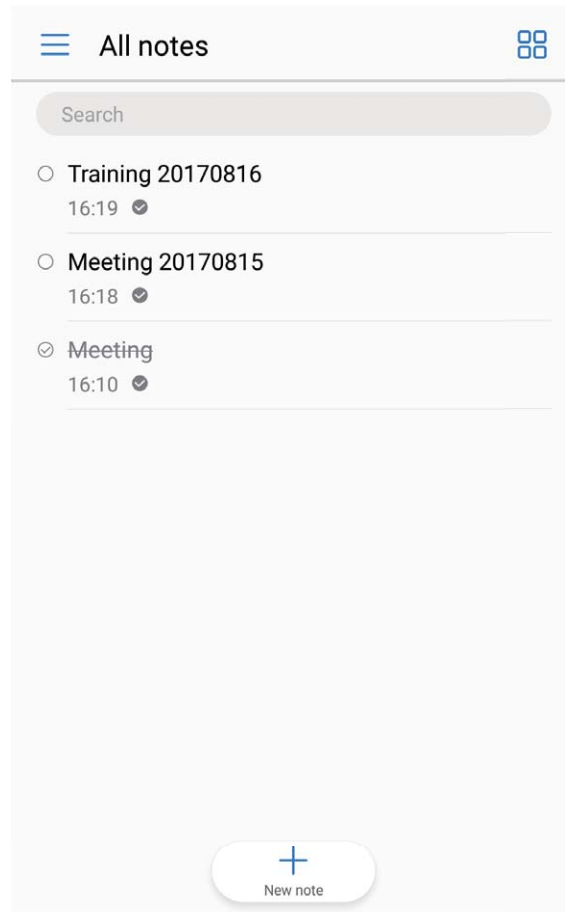 All notes
Search
Training 20170816
16:19
Meeting 20170815
16:18
Meeting
16:10
New note